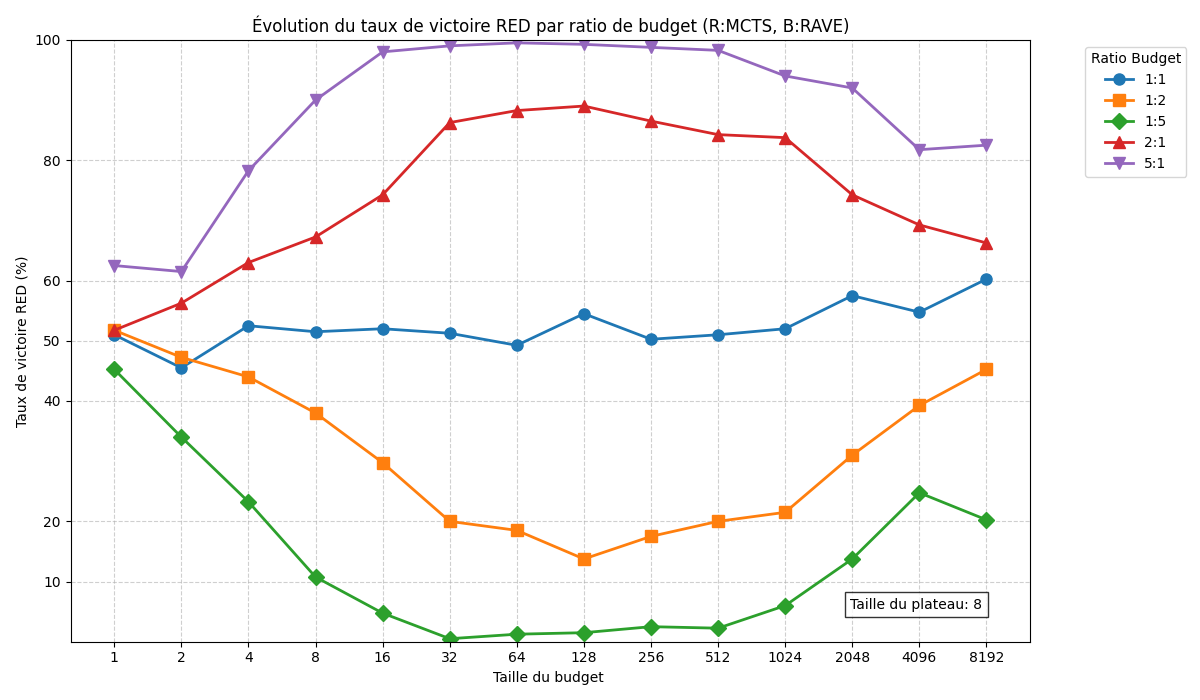 Évolution du taux de victoire RED par ratio de budget (R:MCTS, B:RAVE)
Taux de victoire RED (%)
100
80
60
50
40
20
10
1 2 4 8 16 32 64 128 256 512 1024 2048 4096 8192
Taille du budget
Taille du plateau: 8
Ratio Budget
1:1
1:2
1:5
2:1
5:1